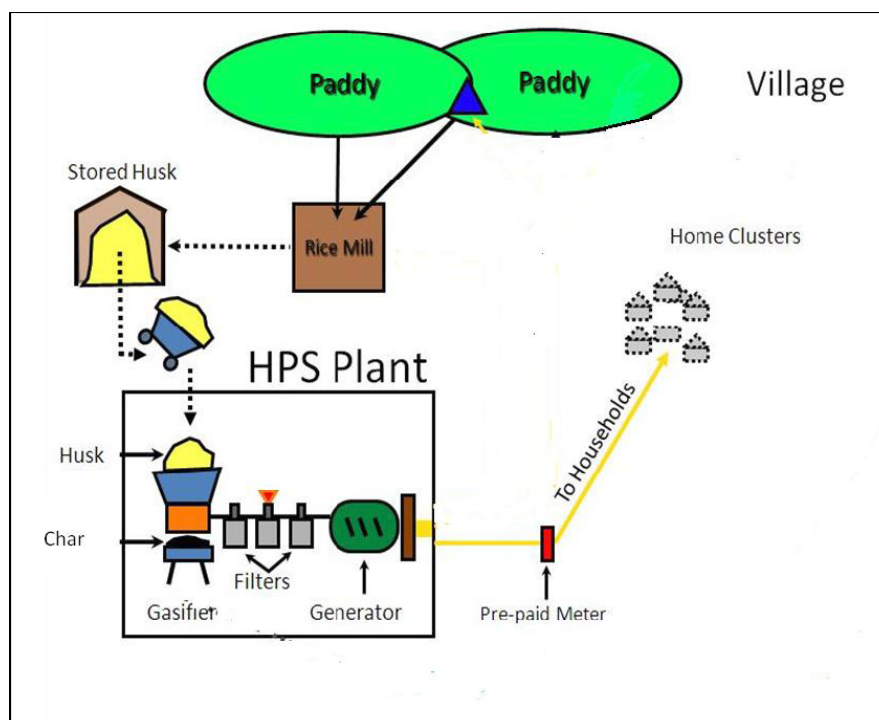 Paddy
Paddy
Village
Stored Husk
Rice Mill
Home Clusters
HPS Plant
To Households
Husk
Char
Filters
Gasifier
Generator
Pre-paid Meter